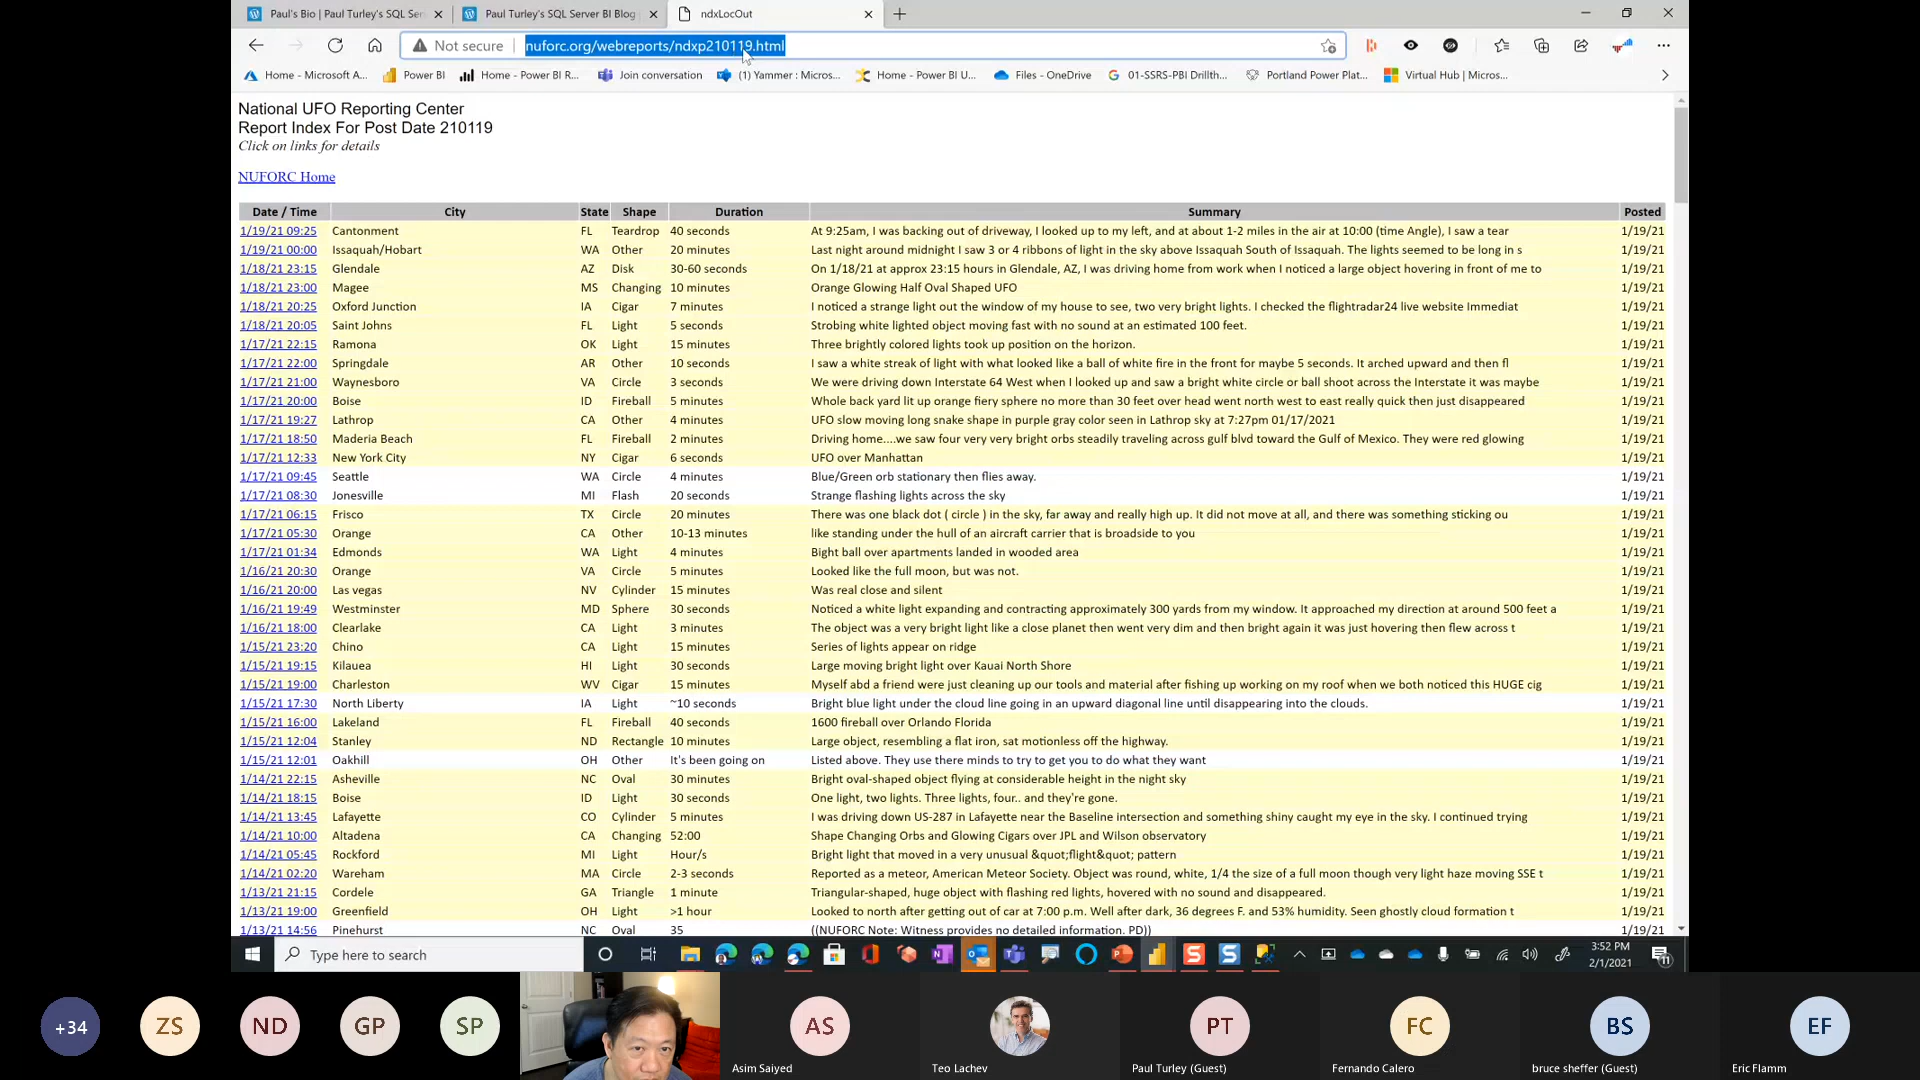 Paul's Bio | Paul Turley's SQL Ser
Paul Turley's SQL Server BI Blog
ndxLocOut
Not secure
nuforc.org/webreports/ndxp210119.html
Home - Microsoft A...
Power BI
Home - Power BI R...
Join conversation
(1) Yammer : Micros...
Home - Power BI U...
Files - OneDrive
01-SSRS-PBI Drillth...
Portland Power Plat...
Virtual Hub | Micros...
National UFO Reporting Center
Report Index For Post Date 210119
Click on links for details
NUFORC Home
Date / Time City State Shape Duration Summary Posted
1/19/21 09:25 Cantonment FL Teardrop 40 seconds At 9:25am, I was backing out of driveway, I looked up to my left, and at about 1-2 miles in the air at 10:00 (time Angle), I saw a tear 1/19/21
1/19/21 00:00 Issaquah/Hobart WA Other 20 minutes Last night around midnight I saw 3 or 4 ribbons of light in the sky above Issaquah South of Issaquah. The lights seemed to be long in s 1/19/21
1/18/21 23:15 Glendale AZ Disk 30-60 seconds On 1/18/21 at approx 23:15 hours in Glendale, AZ, I was driving home from work when I noticed a large object hovering in front of me to 1/19/21
1/18/21 23:00 Magee MS Changing 10 minutes Orange Glowing Half Oval Shaped UFO 1/19/21
1/18/21 20:25 Oxford Junction IA Cigar 7 minutes I noticed a strange light out the window of my house to see, two very bright lights. I checked the flightradar24 live website Immediat 1/19/21
1/18/21 20:05 Saint Johns FL Light 5 seconds Strobing white lighted object moving fast with no sound at an estimated 100 feet. 1/19/21
1/17/21 22:15 Ramona OK Light 15 minutes Three brightly colored lights took up position on the horizon. 1/19/21
1/17/21 22:00 Springdale AR Other 10 seconds I saw a white streak of light with what looked like a ball of white fire in the front for maybe 5 seconds. It arched upward and then fl 1/19/21
1/17/21 21:00 Waynesboro VA Circle 3 seconds We were driving down Interstate 64 West when I looked up and saw a bright white circle or ball shoot across the Interstate it was maybe 1/19/21
1/17/21 20:00 Boise ID Fireball 5 minutes Whole back yard lit up orange fiery sphere no more than 30 feet over head went north west to east really quick then just disappeared 1/19/21
1/17/21 19:27 Lathrop CA Other 4 minutes UFO slow moving long snake shape in purple gray color seen in Lathrop sky at 7:27pm 01/17/2021 1/19/21
1/17/21 18:50 Maderia Beach FL Fireball 2 minutes Driving home....we saw four very very bright orbs steadily traveling across gulf blvd toward the Gulf of Mexico. They were red glowing 1/19/21
1/17/21 12:33 New York City NY Cigar 6 seconds UFO over Manhattan 1/19/21
1/17/21 09:45 Seattle WA Circle 4 minutes Blue/Green orb stationary then flies away. 1/19/21
1/17/21 08:30 Jonesville MI Flash 20 seconds Strange flashing lights across the sky 1/19/21
1/17/21 06:15 Frisco TX Circle 20 minutes There was one black dot ( circle ) in the sky, far away and really high up. It did not move at all, and there was something sticking ou 1/19/21
1/17/21 05:30 Orange CA Other 10-13 minutes like standing under the hull of an aircraft carrier that is broadside to you 1/19/21
1/17/21 01:34 Edmonds WA Light 4 minutes Bight ball over apartments landed in wooded area 1/19/21
1/16/21 20:30 Orange VA Circle 5 minutes Looked like the full moon, but was not. 1/19/21
1/16/21 20:00 Las vegas NV Cylinder 15 minutes Was real close and silent 1/19/21
1/16/21 19:49 Westminster MD Sphere 30 seconds Noticed a white light expanding and contracting approximately 300 yards from my window. It approached my direction at around 500 feet a 1/19/21
1/16/21 18:00 Clearlake CA Light 3 minutes The object was a very bright light like a close planet then went very dim and then bright again it was just hovering then flew across t 1/19/21
1/15/21 23:20 Chino CA Light 15 minutes Series of lights appear on ridge 1/19/21
1/15/21 19:15 Kilauea HI Light 30 seconds Large moving bright light over Kauai North Shore 1/19/21
1/15/21 19:00 Charleston WV Cigar 15 minutes Myself abd a friend were just cleaning up our tools and material after fishing up working on my roof when we both noticed this HUGE cig 1/19/21
1/15/21 17:30 North Liberty IA Light ~10 seconds Bright blue light under the cloud line going in an upward diagonal line until disappearing into the clouds. 1/19/21
1/15/21 16:00 Lakeland FL Fireball 40 seconds 1600 fireball over Orlando Florida 1/19/21
1/15/21 12:04 Stanley ND Rectangle 10 minutes Large object, resembling a flat iron, sat motionless off the highway. 1/19/21
1/15/21 12:01 Oakhill OH Other It's been going on Listed above. They use there minds to try to get you to do what they want 1/19/21
1/14/21 22:15 Asheville NC Oval 30 minutes Bright oval-shaped object flying at considerable height in the night sky 1/19/21
1/14/21 18:15 Boise ID Light 30 seconds One light, two lights. Three lights, four.. and they're gone. 1/19/21
1/14/21 13:45 Lafayette CO Cylinder 5 minutes I was driving down US-287 in Lafayette near the Baseline intersection and something shiny caught my eye in the sky. I continued trying 1/19/21
1/14/21 10:00 Altadena CA Changing 52:00 Shape Changing Orbs and Glowing Cigars over JPL and Wilson observatory 1/19/21
1/14/21 05:45 Rockford MI Light Hour/s Bright light that moved in a very unusual &quot;flight&quot; pattern 1/19/21
1/14/21 02:20 Wareham MA Circle 2-3 seconds Reported as a meteor, American Meteor Society. Object was round, white, 1/4 the size of a full moon though very light haze moving SSE t 1/19/21
1/13/21 21:15 Cordele GA Triangle 1 minute Triangular-shaped, huge object with flashing red lights, hovered with no sound and disappeared. 1/19/21
1/13/21 19:00 Greenfield OH Light >1 hour Looked to north after getting out of car at 7:00 p.m. Well after dark, 36 degrees F. and 53% humidity. Seen ghostly cloud formation t 1/19/21
1/13/21 14:56 Pinehurst NC Oval 35 ((NUFORC Note: Witness provides no detailed information. PD)) 1/19/21
Type here to search
3:52 PM
2/1/2021
11
+34
ZS
ND
GP
SP
AS
PT
FC
BS
EF
Asim Saiyed
Teo Lachev
Paul Turley (Guest)
Fernando Calero
bruce sheffer (Guest)
Eric Flamm